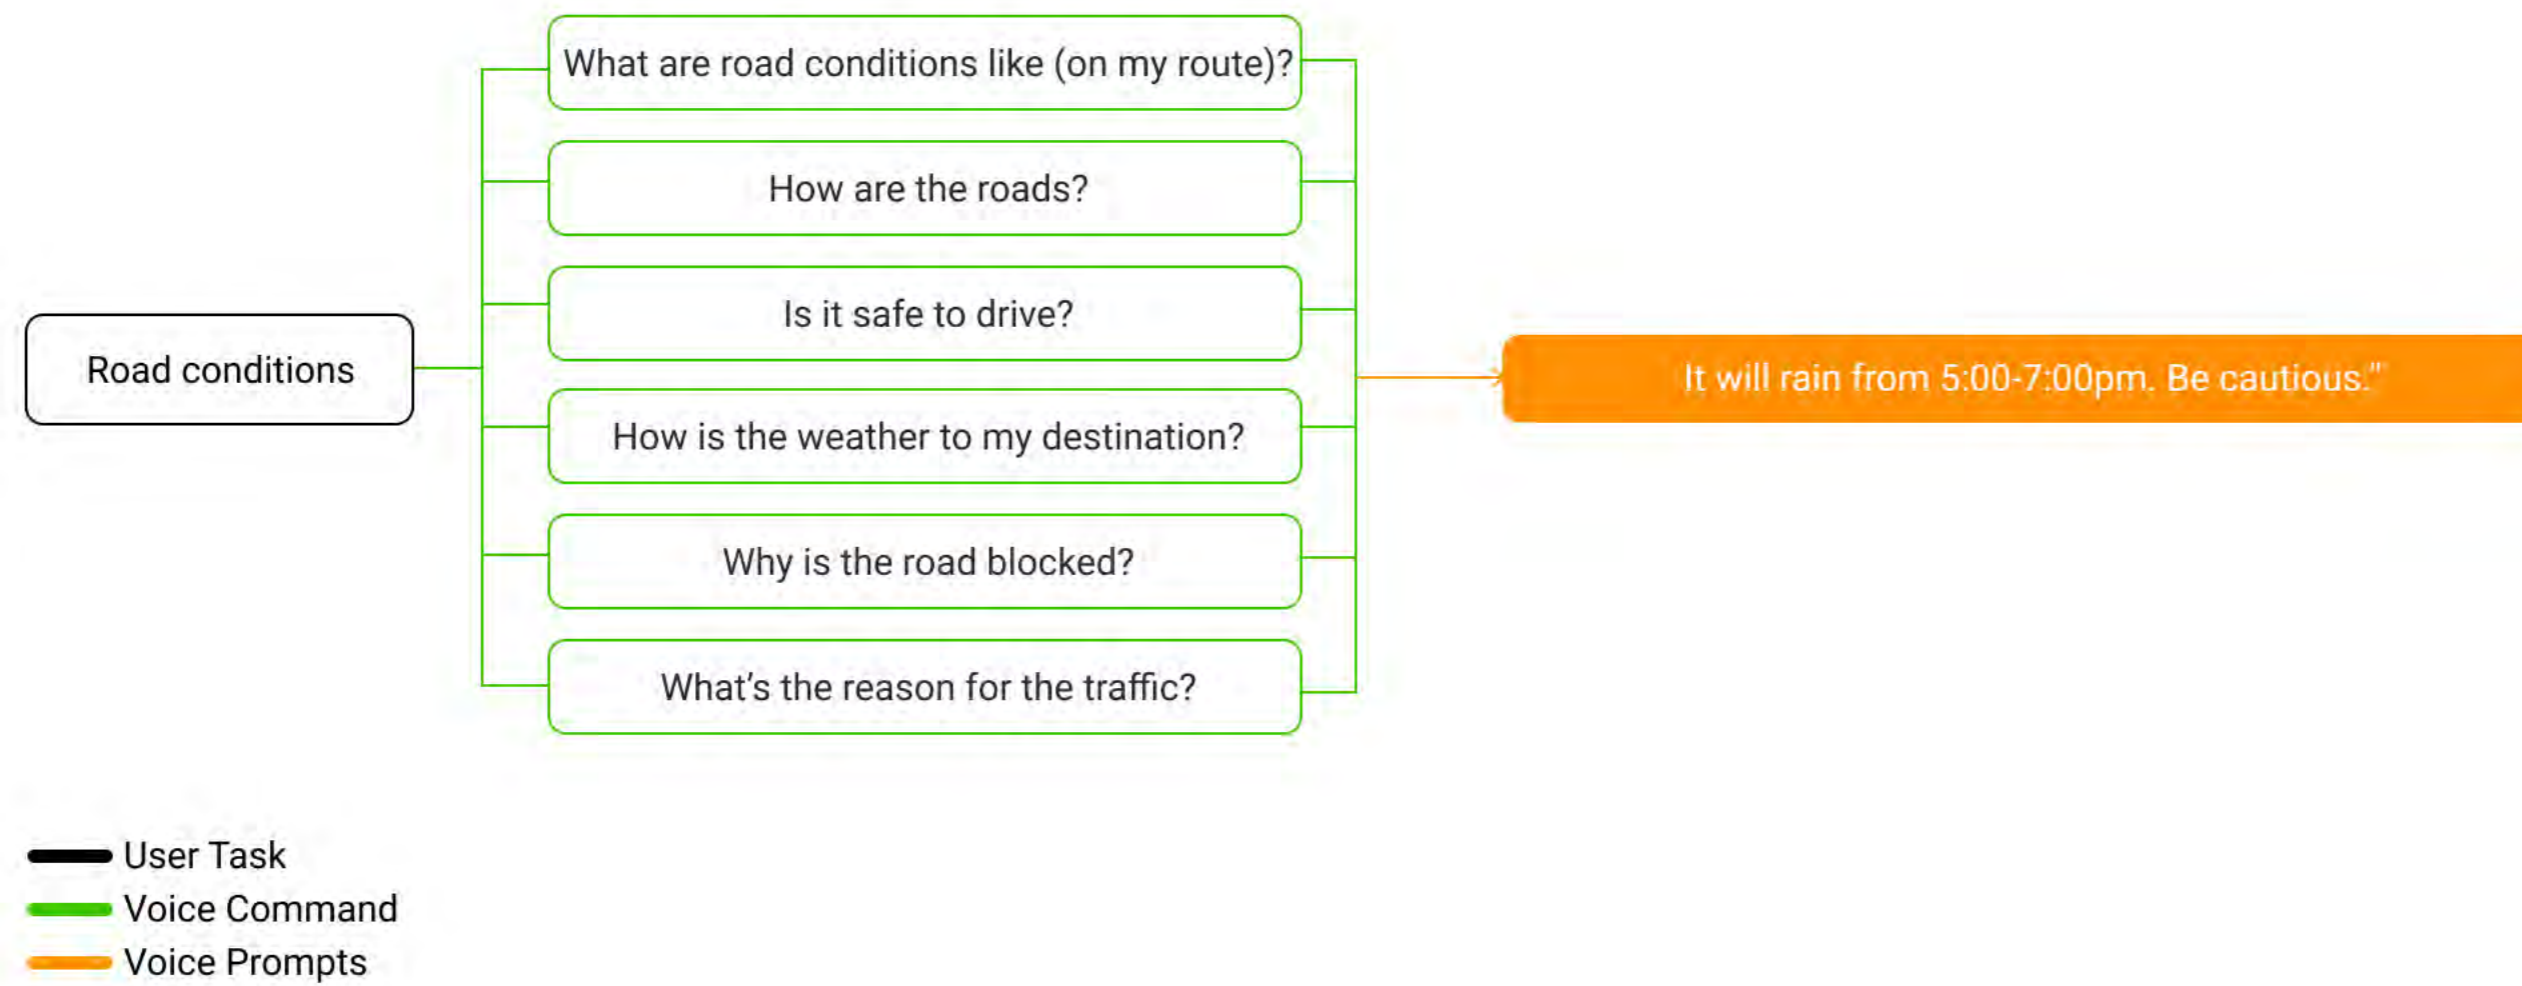 What are road conditions like (on my route)?
How are the roads?
Is it safe to drive?
Road conditions
It will rain from 5:00-7:00pm. Be cautious.”
How is the weather to my destination?
Why is the road blocked?
What’s the reason for the traffic?
User Task
Voice Command
Voice Prompts